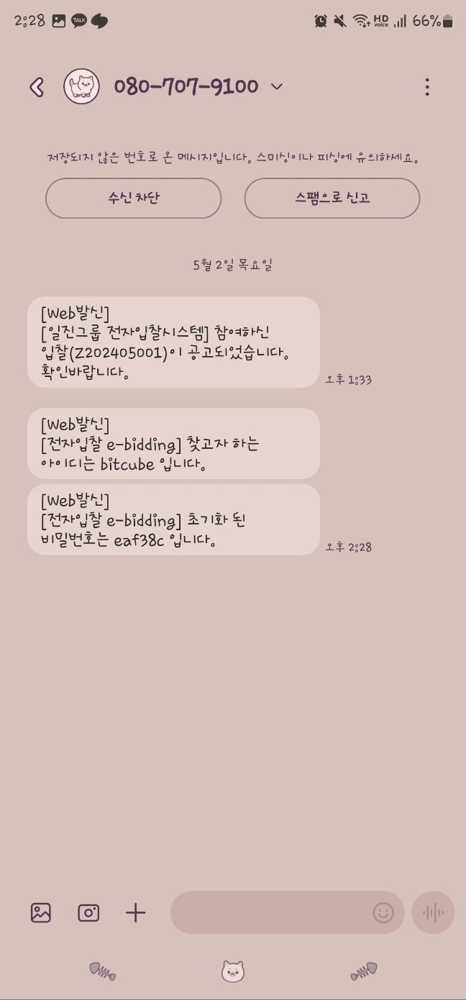 2:28 TALK HD voice 66%
080-707-9100
저장되지 않은 번호로 온 메시지입니다. 스미싱이나 피싱에 유의하세요.
수신 차단
스팸으로 신고
5월 2일 목요일
[Web발신]
[일진그룹 전자입찰시스템] 참여하신
입찰(Z202405001)이 공고되었습니다.
확인바랍니다.
오후 1:33
[Web발신]
[전자입찰 e-bidding] 찾고자 하는
아이디는 bitcube 입니다.
[Web발신]
[전자입찰 e-bidding] 초기화 된
비밀번호는 eaf38c 입니다.
오후 2:28